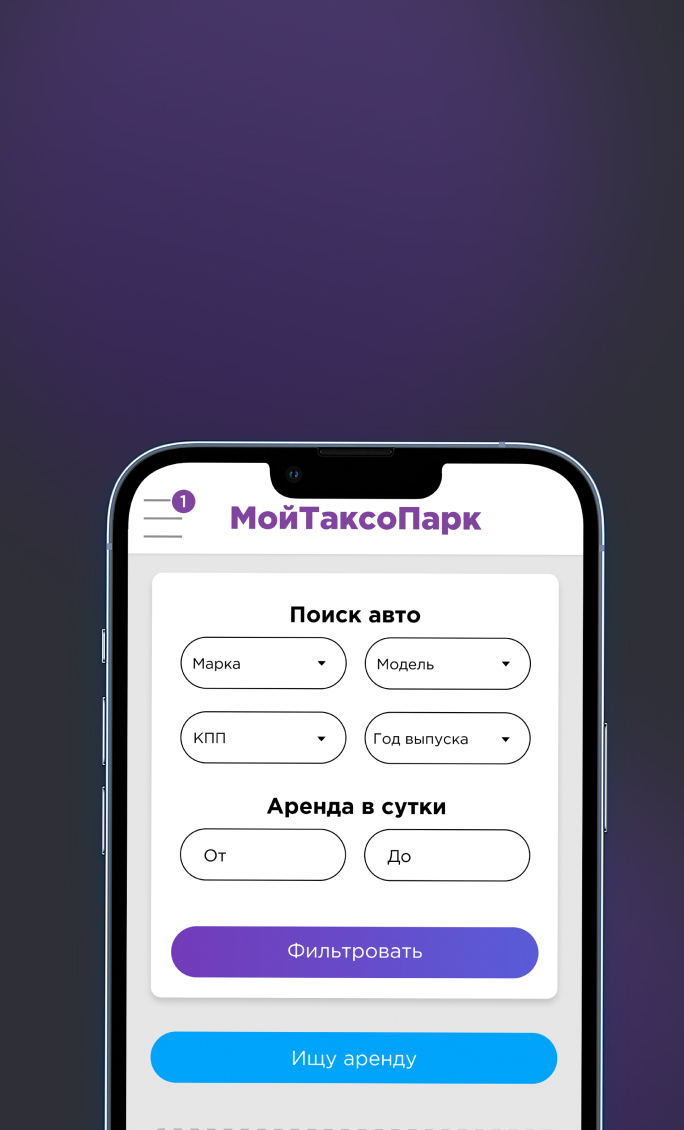 1
МойТаксоПарк
Поиск авто
Марка
Модель
КПП
Год выпуска
Аренда в сутки
От
До
Фильтровать
Ищу аренду